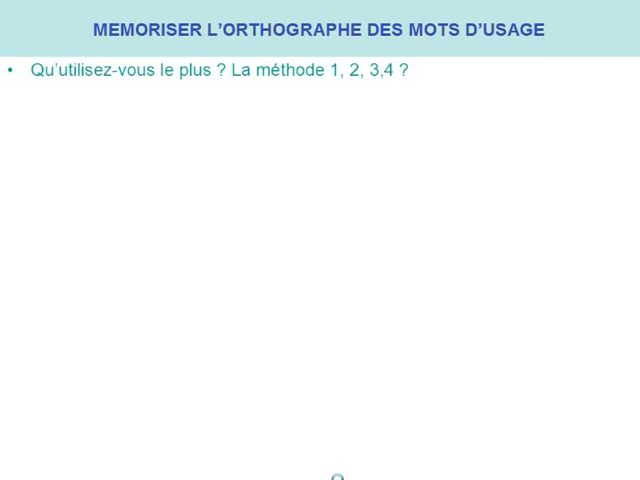 MEMORISER L'ORTHOGRAPHE DES MOTS D'USAGE
• Qu'utilisez-vous le plus ? La méthode 1, 2, 3,4 ?